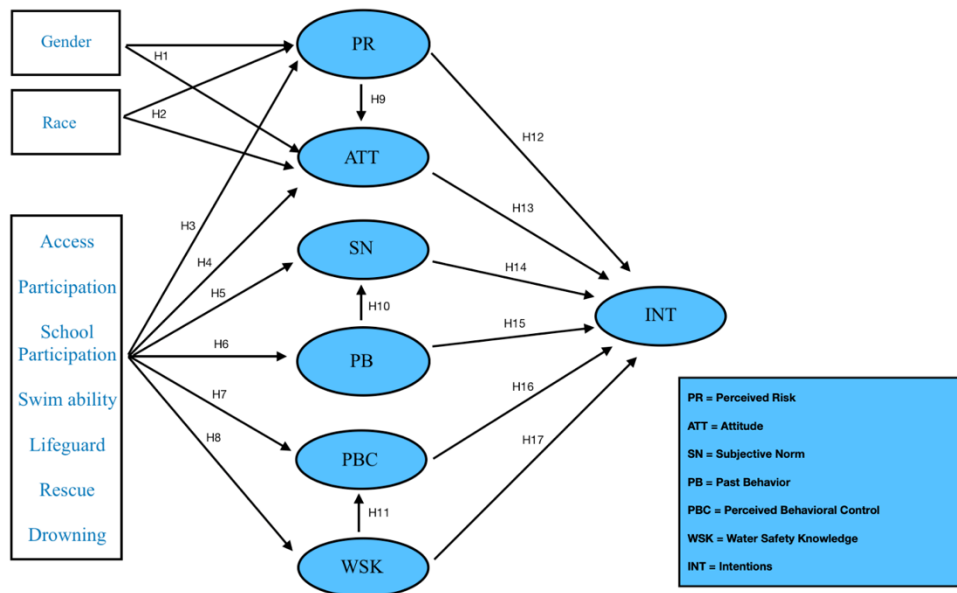 Gender
Race
Access
Participation
School
Participation
Swim ability
Lifeguard
Rescue
Drowning
H1
H2
H3
H4
H5
H6
H7
H8
PR
H9
ATT
SN
H10
PB
PBC
H11
WSK
H12
H13
H14
H15
H16
H17
INT
PR = Perceived Risk
ATT = Attitude
SN = Subjective Norm
PB = Past Behavior
PBC = Perceived Behavioral Control
WSK = Water Safety Knowledge
INT = Intentions